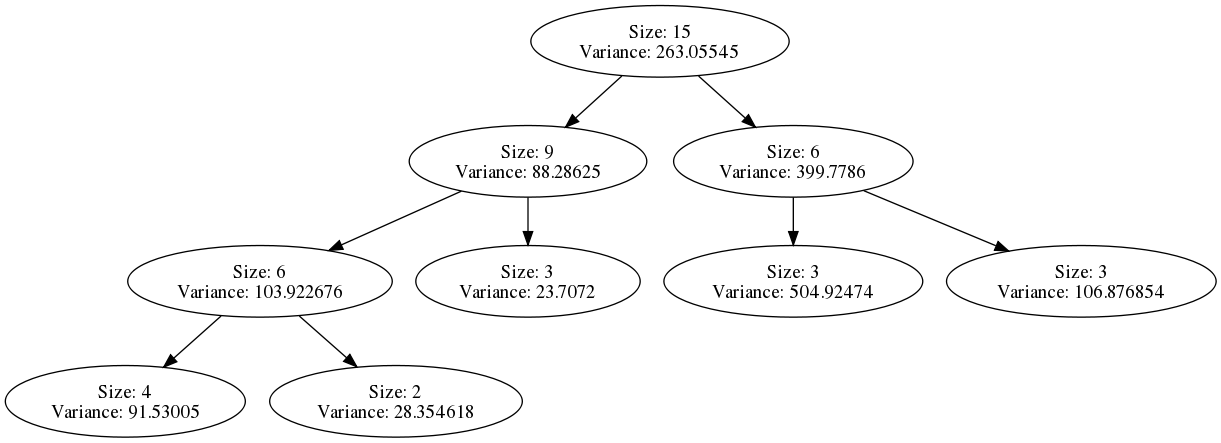 Size: 15
Variance: 263.05545
Size: 9
Variance: 88.28625
Size: 6
Variance: 399.7786
Size: 6
Variance: 103.922676
Size: 3
Variance: 23.7072
Size: 3
Variance: 504.92474
Size: 3
Variance: 106.876854
Size: 4
Variance: 91.53005
Size: 2
Variance: 28.354618